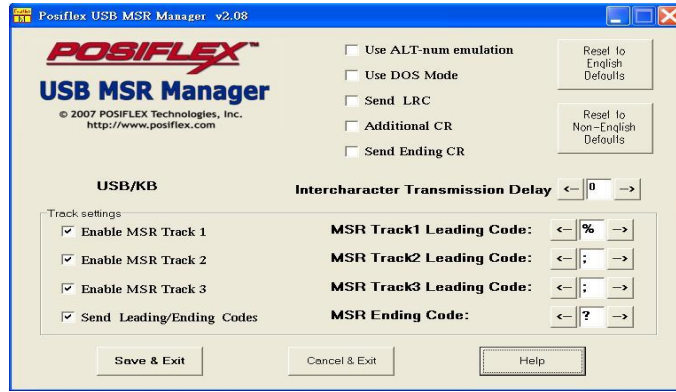 Posiflex USB MSR Manager v2.08
POSIFLEX™
USB MSR Manager
© 2007 POSIFLEX Technologies, Inc.
http://www.posiflex.com
Use ALT-num emulation
Use DOS Mode
Send LRC
Additional CR
Send Ending CR
Reset to
English
Defaults
Reset to
Non-English
Defaults
USB/KB
Intercharacter Transmission Delay <- 0 ->
Track settings
Enable MSR Track 1
MSR Track1 Leading Code: <- % ->
Enable MSR Track 2
MSR Track2 Leading Code: <- ; ->
Enable MSR Track 3
MSR Track3 Leading Code: <- ; ->
Send Leading/Ending Codes
MSR Ending Code: <- ? ->
Save & Exit
Cancel & Exit
Help